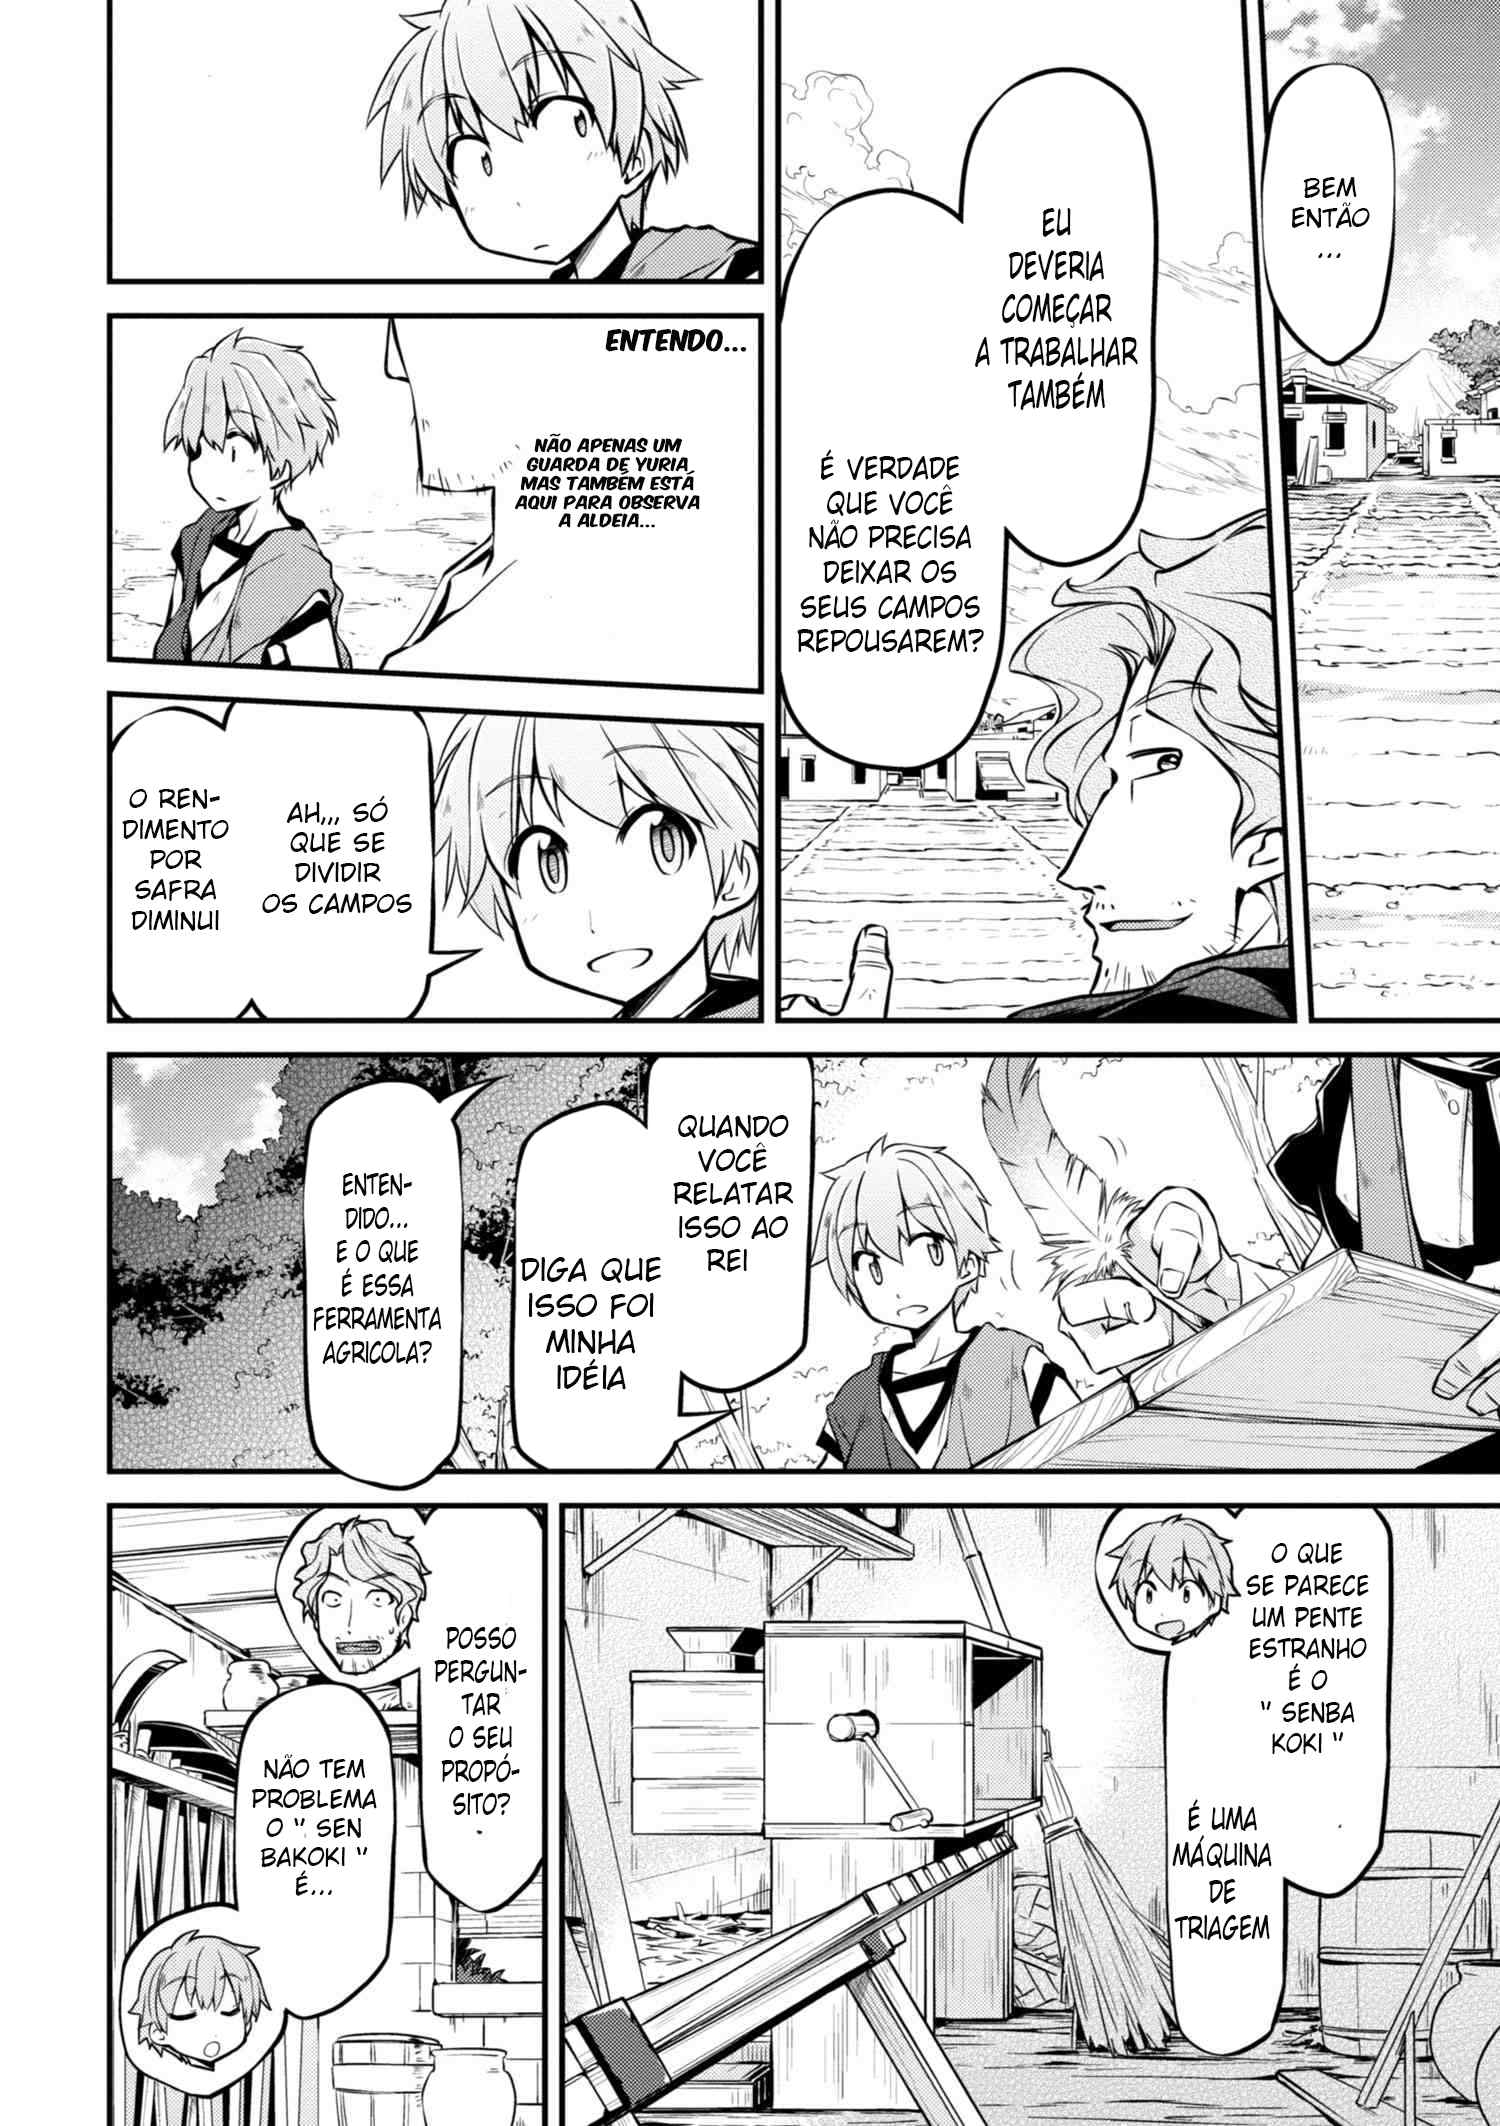 BEM
ENTÃO
...
EU
DEVERIA
COMEÇAR
A TRABALHAR
TAMBÉM
É VERDADE
QUE VOCÊ
NÃO PRECISA
DEIXAR OS
SEUS CAMPOS
REPOUSAREM?
ENTENDO...
NÃO APENAS UM
GUARDA DE YURIA
MAS TAMBÉM ESTÁ
AQUI PARA OBSERVA
A ALDEIA...
AH,,, SÓ
QUE SE
DIVIDIR
OS CAMPOS
O REN-
DIMENTO
POR
SAFRA
DIMINUI
QUANDO
VOCÊ
RELATAR
ISSO AO
REI
DIGA QUE
ISSO FOI
MINHA
IDÉIA
ENTEN-
DIDO...
E O QUE
É ESSA
FERRAMENTA
AGRICOLA?
O QUE
SE PARECE
UM PENTE
ESTRANHO
É O
" SENBA
KOKI "
É UMA
MÁQUINA
DE
TRIAGEM
POSSO
PERGUN-
TAR
O SEU
PROPÓ-
SITO?
NÃO TEM
PROBLEMA
O " SEN
BAKOKI "
É...